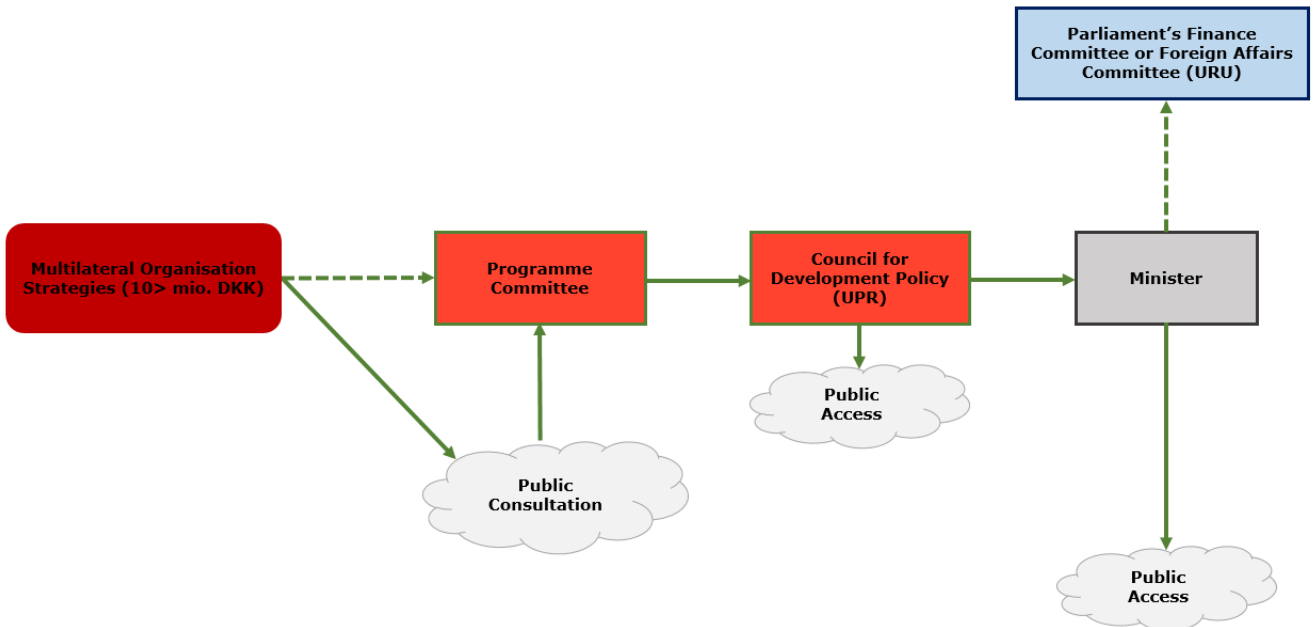 Parliament’s Finance
Committee or Foreign Affairs
Committee (URU)
Multilateral Organisation
Strategies (10> mio. DKK)
Programme
Committee
Council for
Development Policy
(UPR)
Minister
Public
Access
Public
Consultation
Public
Access